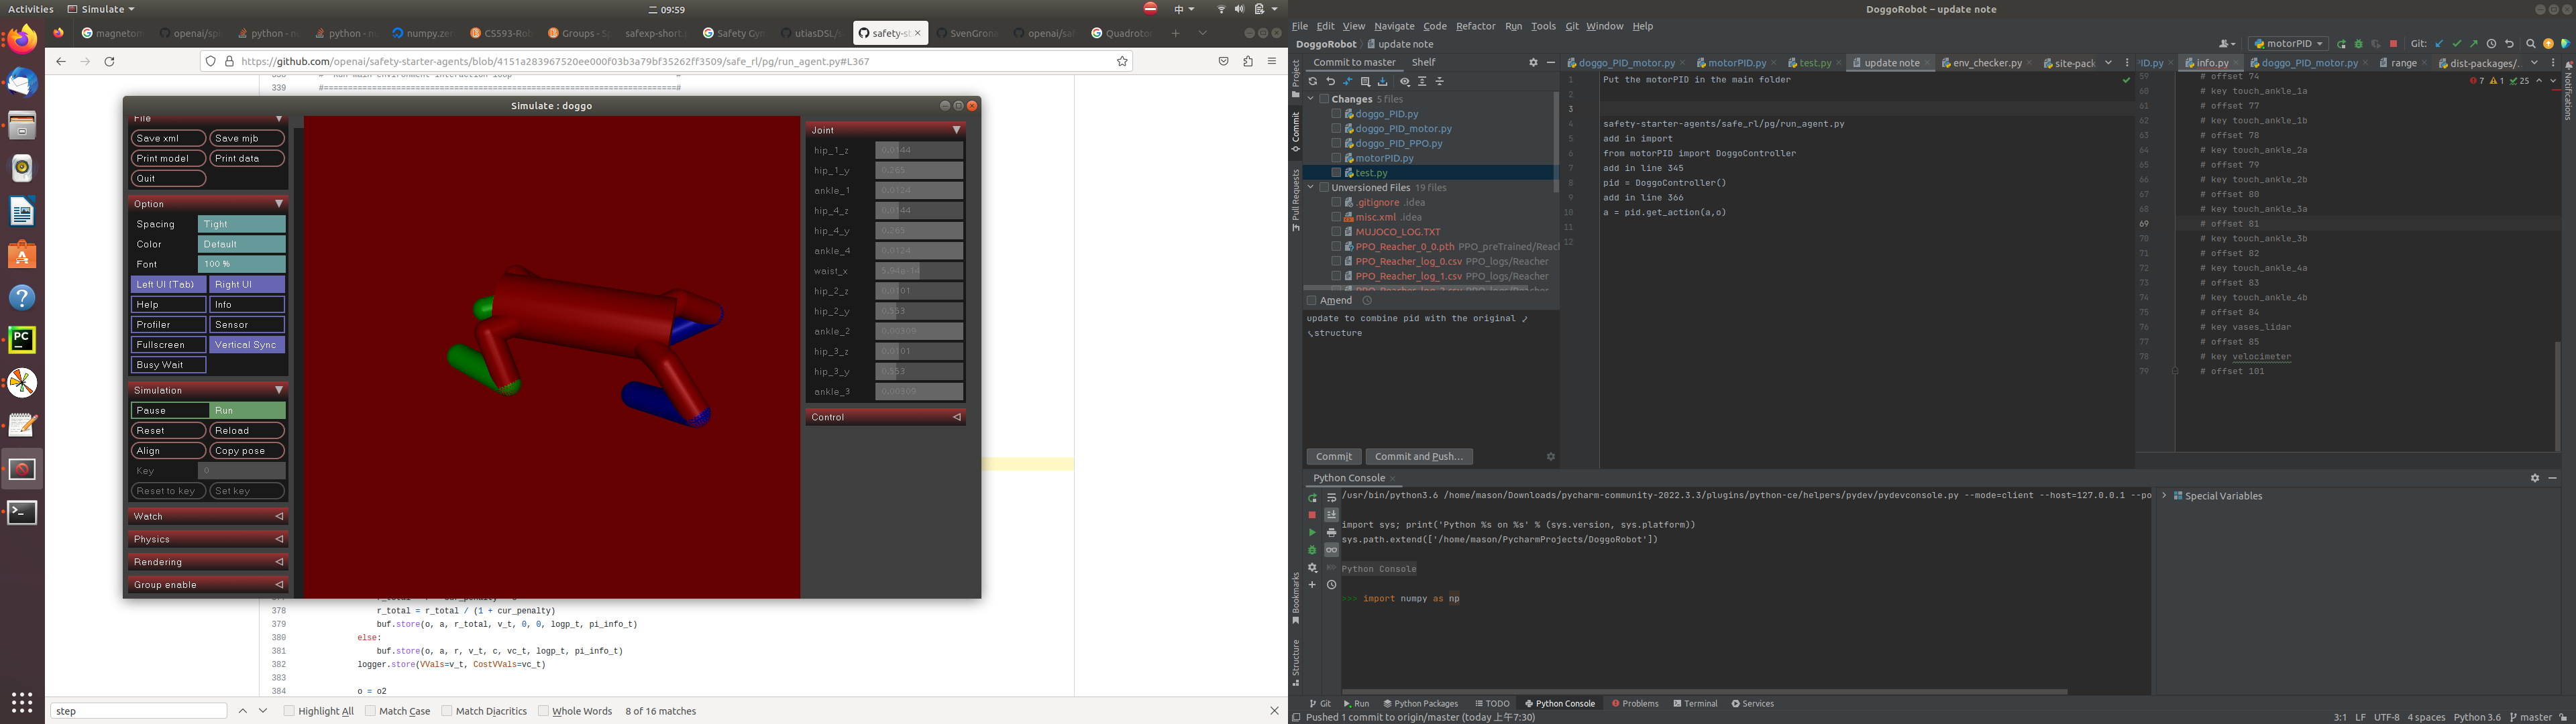 Activities
Simulate
二 09:59
中
magnetom
openai/sp
python - n
python - m
numpy.zer
CS593-Rob
Groups - Sp
safexp-short.p
Safety Gym
utiasDSL/s
safety-st
SvenGrona
openai/sa
Quadrotor
https://github.com/openai/safety-starter-agents/blob/4151a283967520ee000f03b3a79bf35262ff3509/safe_rl/pg/run_agent.py#L367
339 #=====================================================================#
Simulate : doggo
File
Save xml
Save mjb
Print model
Print data
Quit
Option
Spacing
Tight
Color
Default
Font
100 %
Left UI (Tab)
Right UI
Help
Info
Profiler
Sensor
Fullscreen
Vertical Sync
Busy Wait
Simulation
Pause
Run
Reset
Reload
Align
Copy pose
Key
0
Reset to key
Set key
Watch
Physics
Rendering
Group enable
Joint
hip_1_z 0.0144
hip_1_y 0.265
ankle_1 0.0124
hip_4_z 0.0144
hip_4_y 0.265
ankle_4 0.0124
waist_x 5.94e-14
hip_2_z 0.0101
hip_2_y 0.553
ankle_2 0.00309
hip_3_z 0.0101
hip_3_y 0.553
ankle_3 0.00309
Control
378 r_total = r_total / (1 + cur_penalty)
379 buf.store(o, a, r_total, v_t, 0, 0, logp_t, pi_info_t)
380 else:
381 buf.store(o, a, r, v_t, c, vc_t, logp_t, pi_info_t)
382 logger.store(VVals=v_t, CostVVals=vc_t)
383
384 o = o2
step
Highlight All
Match Case
Match Diacritics
Whole Words
8 of 16 matches
DoggoRobot – update note
File Edit View Navigate Code Refactor Run Tools Git Window Help
DoggoRobot
update note
motorPID
Git:
Project
Commit
Pull Requests
Bookmarks
Structure
Notifications
Commit to master
Shelf
Changes 5 files
doggo_PID.py
doggo_PID_motor.py
doggo_PID_PPO.py
motorPID.py
test.py
Unversioned Files 19 files
.gitignore .idea
misc.xml .idea
MUJOCO_LOG.TXT
PPO_Reacher_0_0.pth PPO_preTrained/Reach
PPO_Reacher_log_0.csv PPO_logs/Reacher
PPO_Reacher_log_1.csv PPO_logs/Reacher
Amend
update to combine pid with the original
structure
Commit
Commit and Push...
doggo_PID_motor.py
motorPID.py
test.py
update note
env_checker.py
site-pack
1 Put the motorPID in the main folder
2
3
4 safety-starter-agents/safe_rl/pg/run_agent.py
5 add in import
6 from motorPID import DoggoController
7 add in line 345
8 pid = DoggoController()
9 add in line 366
10 a = pid.get_action(a,o)
11
12
PID.py
info.py
doggo_PID_motor.py
range
dist-packages/..
7 1 25
59 # offset 74
60 # key touch_ankle_1a
61 # offset 77
62 # key touch_ankle_1b
63 # offset 78
64 # key touch_ankle_2a
65 # offset 79
66 # key touch_ankle_2b
67 # offset 80
68 # key touch_ankle_3a
69 # offset 81
70 # key touch_ankle_3b
71 # offset 82
72 # key touch_ankle_4a
73 # offset 83
74 # key touch_ankle_4b
75 # offset 84
76 # key vases_lidar
77 # offset 85
78 # key velocimeter
79 # offset 101
Python Console
/usr/bin/python3.6 /home/mason/Downloads/pycharm-community-2022.3.3/plugins/python-ce/helpers/pydev/pydevconsole.py --mode=client --host=127.0.0.1 --po
import sys; print('Python %s on %s' % (sys.version, sys.platform))
sys.path.extend(['/home/mason/PycharmProjects/DoggoRobot'])
Python Console
>>> import numpy as np
Special Variables
Git
Run
Python Packages
TODO
Python Console
Problems
Terminal
Services
Pushed 1 commit to origin/master (today 上午7:30)
3:1 LF UTF-8 4 spaces Python 3.6 master